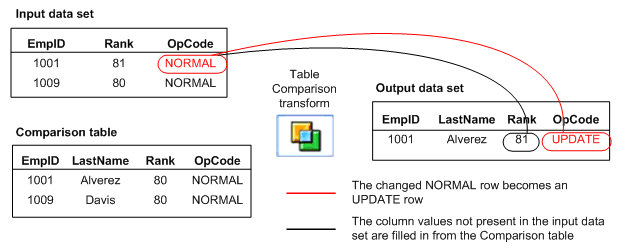 Input data set
EmpID Rank OpCode
1001 81 NORMAL
1009 80 NORMAL
Comparison table
EmpID LastName Rank OpCode
1001 Alverez 80 NORMAL
1009 Davis 80 NORMAL
Table
Comparison
transform
Output data set
EmpID LastName Rank OpCode
1001 Alverez 81 UPDATE
The changed NORMAL row becomes an
UPDATE row
The column values not present in the input data
set are filled in from the Comparison table